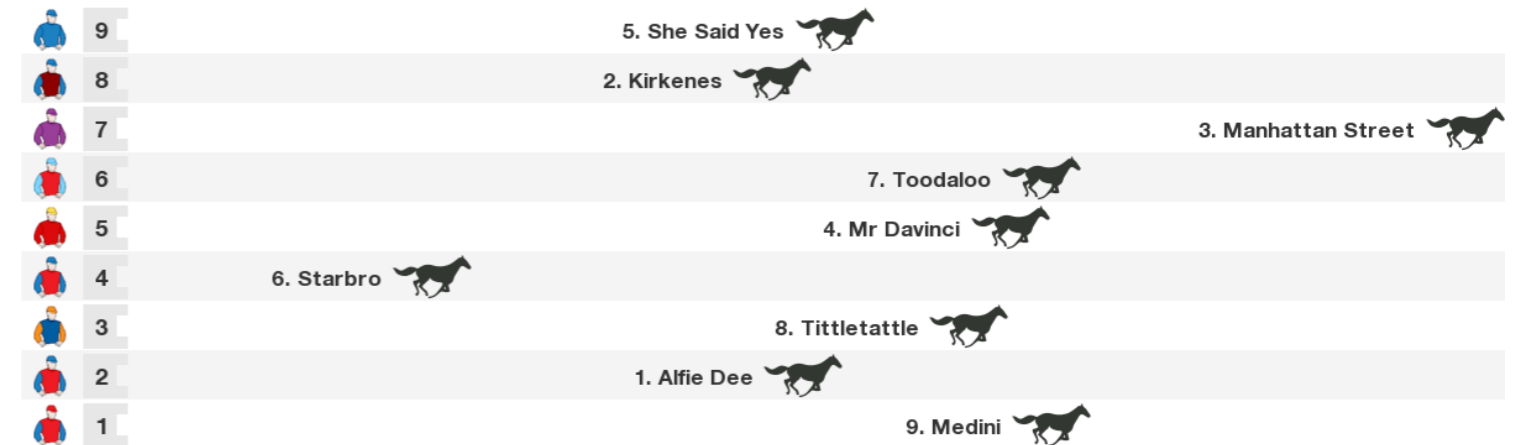 9 5. She Said Yes
8 2. Kirkenes
7 3. Manhattan Street
6 7. Toodaloo
5 4. Mr Davinci
4 6. Starbro
3 8. Tittletattle
2 1. Alfie Dee
1 9. Medini